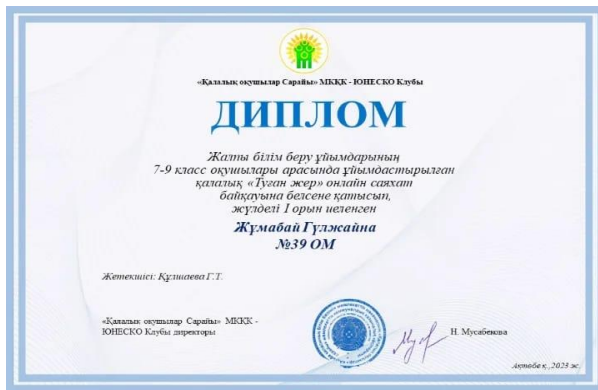 «Қалалық оқушылар Сарайы» МКҚК - ЮНЕСКО Клубы
ДИПЛОМ
Жалпы білім беру ұйымдарының
7-9 класс оқушылары арасында ұйымдастырылған
қалалық «Туған жер» онлайн саяхат
байқауына белсене қатысып,
жүлделі І орын иеленген
Жұмабай Гүлжайна
№39 ОМ
Жетекшісі: Құлшаева Г.Т.
«Қалалық оқушылар Сарайы» МКҚК -
ЮНЕСКО Клубы директоры
Н. Мусабекова
Ақтөбе қ., 2023 ж.